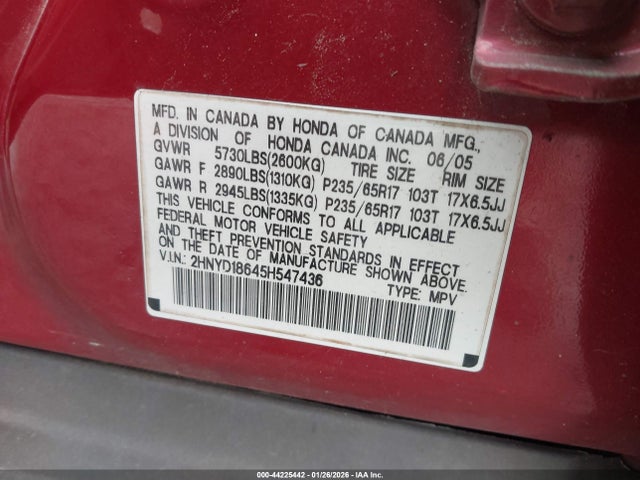 MFD. IN CANADA BY HONDA OF CANADA MFG.,
A DIVISION OF HONDA CANADA INC. 06/05
GVWR 5730LBS(2600KG) TIRE SIZE RIM SIZE
GAWR F 2890LBS(1310KG) P235/65R17 103T 17X6.5JJ
GAWR R 2945LBS(1335KG) P235/65R17 103T 17X6.5JJ
THIS VEHICLE CONFORMS TO ALL APPLICABLE
FEDERAL MOTOR VEHICLE SAFETY
AND THEFT PREVENTION STANDARDS IN EFFECT
ON THE DATE OF MANUFACTURE SHOWN ABOVE.
V.I.N.: 2HNYD18645H547436 TYPE: MPV
000-44225442 - 01/26/2026 - IAA Inc.